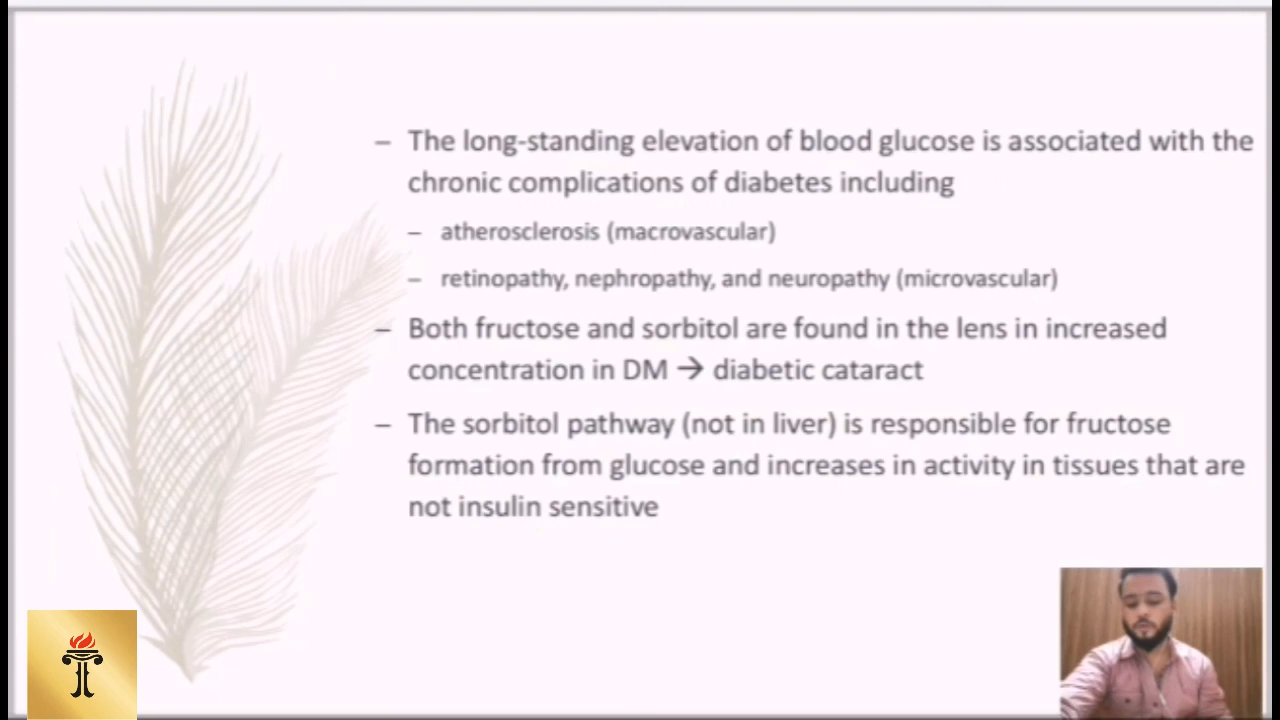 – The long-standing elevation of blood glucose is associated with the
chronic complications of diabetes including
– atherosclerosis (macrovascular)
– retinopathy, nephropathy, and neuropathy (microvascular)
– Both fructose and sorbitol are found in the lens in increased
concentration in DM → diabetic cataract
– The sorbitol pathway (not in liver) is responsible for fructose
formation from glucose and increases in activity in tissues that are
not insulin sensitive